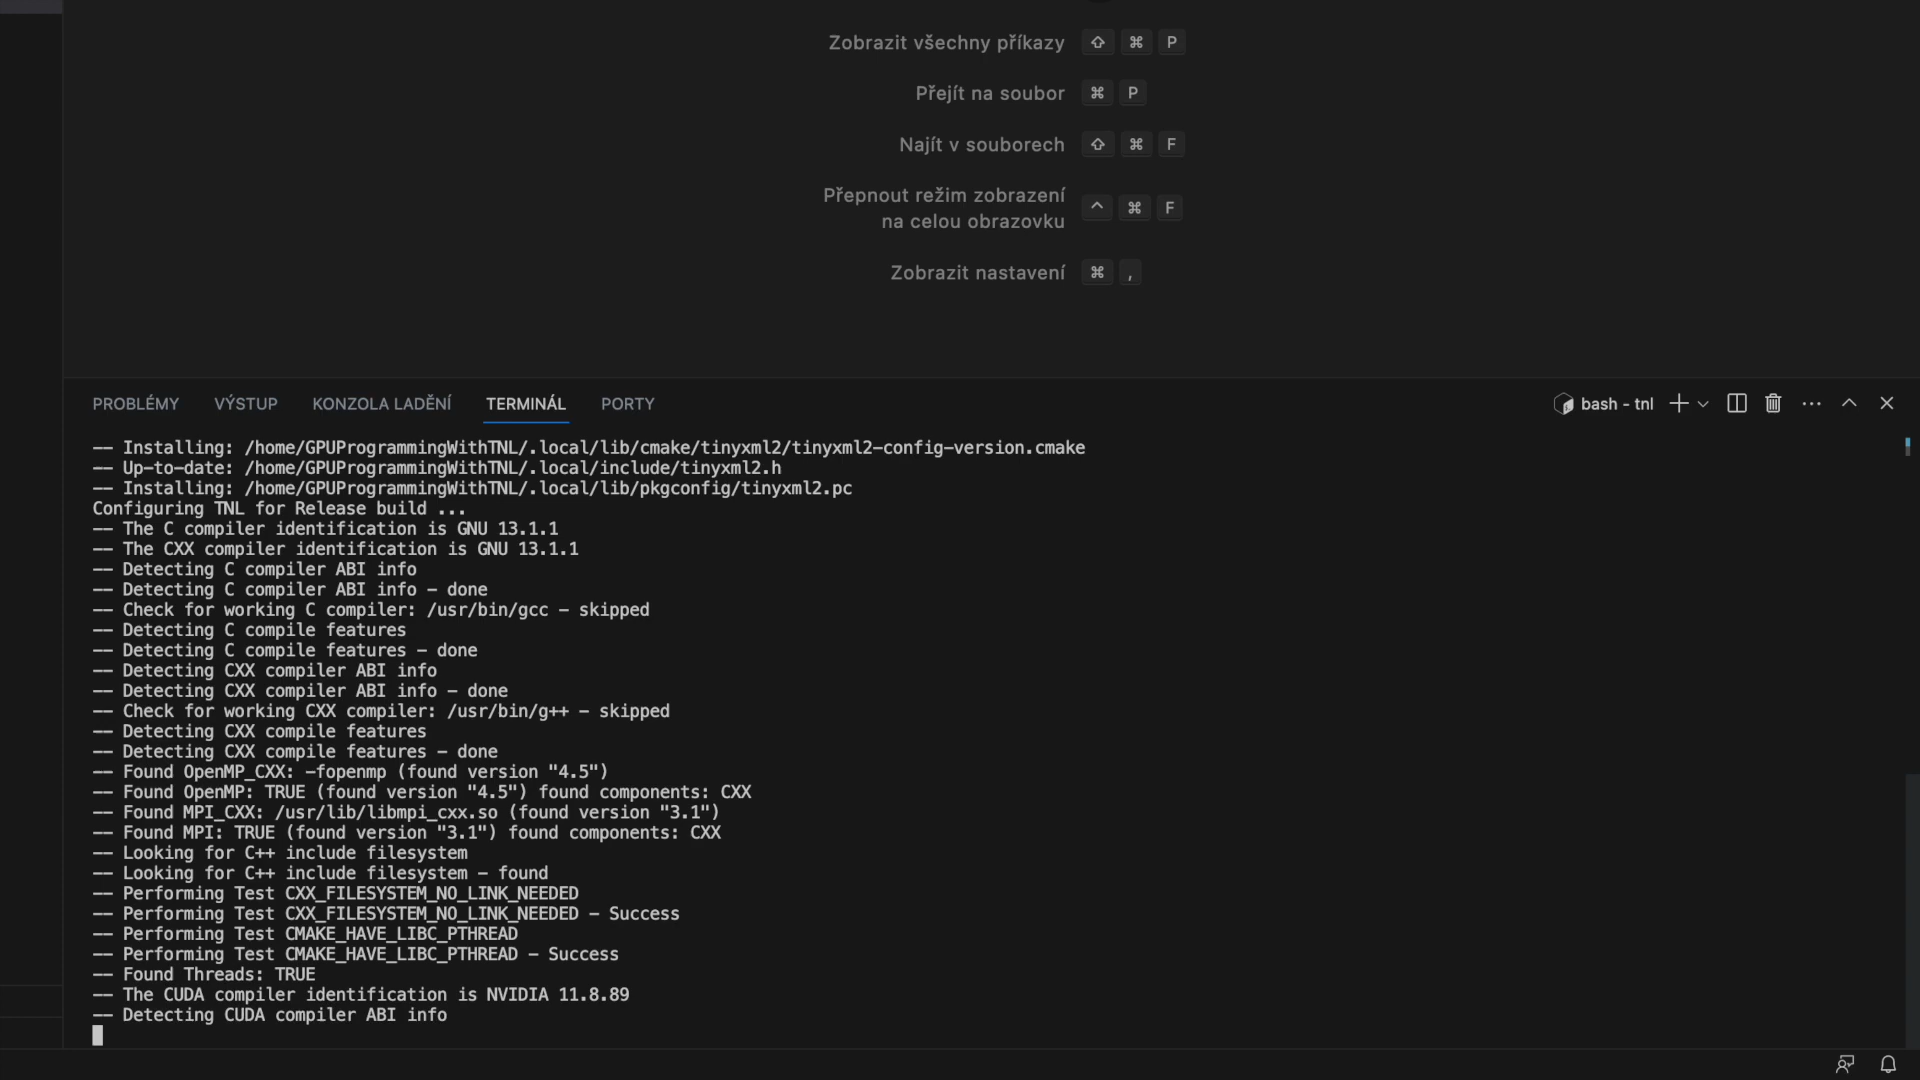 Zobrazit všechny příkazy ⇧ ⌘ P
Přejít na soubor ⌘ P
Najít v souborech ⇧ ⌘ F
Přepnout režim zobrazení
na celou obrazovku ^ ⌘ F
Zobrazit nastavení ⌘ ,
PROBLÉMY VÝSTUP KONZOLA LADĚNÍ TERMINÁL PORTY bash - tnl
-- Installing: /home/GPUProgrammingWithTNL/.local/lib/cmake/tinyxml2/tinyxml2-config-version.cmake
-- Up-to-date: /home/GPUProgrammingWithTNL/.local/include/tinyxml2.h
-- Installing: /home/GPUProgrammingWithTNL/.local/lib/pkgconfig/tinyxml2.pc
Configuring TNL for Release build ...
-- The C compiler identification is GNU 13.1.1
-- The CXX compiler identification is GNU 13.1.1
-- Detecting C compiler ABI info
-- Detecting C compiler ABI info - done
-- Check for working C compiler: /usr/bin/gcc - skipped
-- Detecting C compile features
-- Detecting C compile features - done
-- Detecting CXX compiler ABI info
-- Detecting CXX compiler ABI info - done
-- Check for working CXX compiler: /usr/bin/g++ - skipped
-- Detecting CXX compile features
-- Detecting CXX compile features - done
-- Found OpenMP_CXX: -fopenmp (found version "4.5")
-- Found OpenMP: TRUE (found version "4.5") found components: CXX
-- Found MPI_CXX: /usr/lib/libmpi_cxx.so (found version "3.1")
-- Found MPI: TRUE (found version "3.1") found components: CXX
-- Looking for C++ include filesystem
-- Looking for C++ include filesystem - found
-- Performing Test CXX_FILESYSTEM_NO_LINK_NEEDED
-- Performing Test CXX_FILESYSTEM_NO_LINK_NEEDED - Success
-- Performing Test CMAKE_HAVE_LIBC_PTHREAD
-- Performing Test CMAKE_HAVE_LIBC_PTHREAD - Success
-- Found Threads: TRUE
-- The CUDA compiler identification is NVIDIA 11.8.89
-- Detecting CUDA compiler ABI info